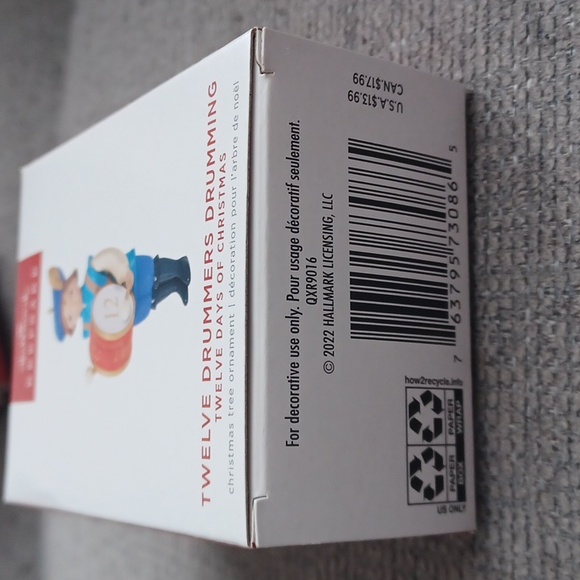 TWELVE DRUMMERS DRUMMING
TWELVE DAYS OF CHRISTMAS
christmas tree ornament | décoration pour l'arbre de noël
12
For decorative use only. Pour usage décoratif seulement.
QXR9016
© 2022 HALLMARK LICENSING, LLC
U.S.A.$13.99
CAN.$17.99
7 63795 73086 5
how2recycle.info
PAPER
BOX
PAPER
WRAP
US ONLY